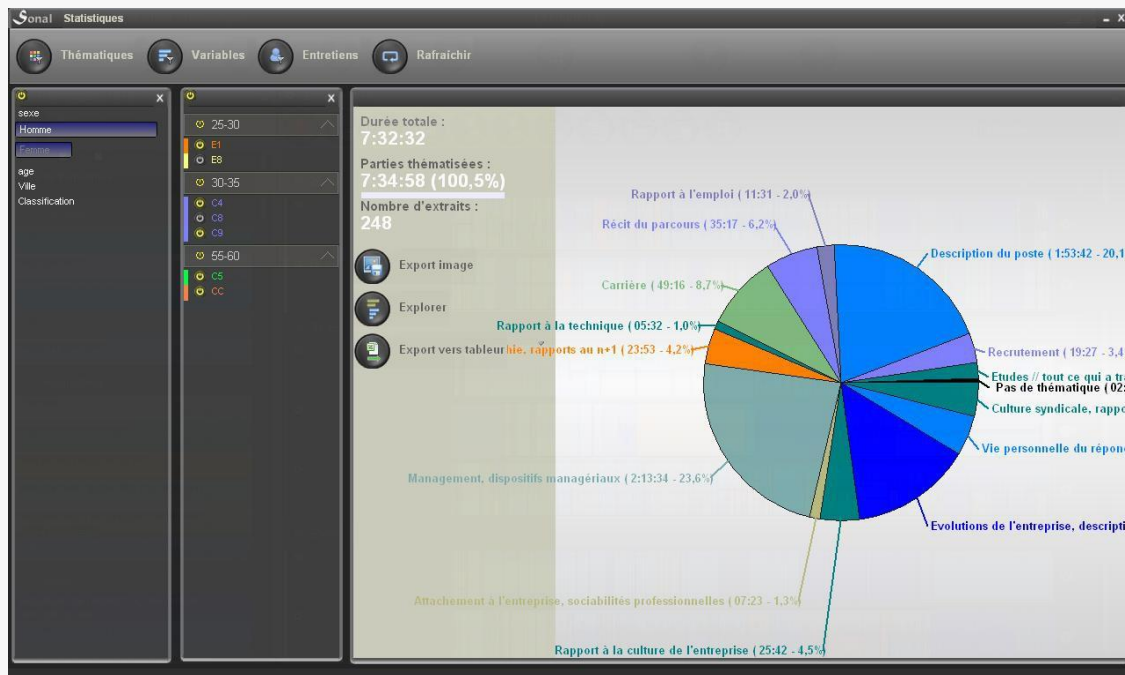 Sonal Statistiques
Thématiques Variables Entretiens Rafraîchir
sexe
Homme
Femme
age
Ville
Classification
25-30
E1
E8
30-35
C4
C8
C9
55-60
C5
CC
Durée totale :
7:32:32
Parties thématisées :
7:34:58 (100,5%)
Nombre d'extraits :
248
Export image
Explorer
Export vers tableur
Rapport à l'emploi ( 11:31 - 2,0%)
Récit du parcours ( 35:17 - 6,2%)
Carrière ( 49:16 - 8,7%)
Rapport à la technique ( 05:32 - 1,0%)
hie, rapports au n+1 ( 23:53 - 4,2%)
Management, dispositifs managériaux ( 2:13:34 - 23,6%)
Attachement à l'entreprise, sociabilités professionnelles ( 07:23 - 1,3%)
Rapport à la culture de l'entreprise ( 25:42 - 4,5%)
Description du poste ( 1:53:42 - 20,1
Recrutement ( 19:27 - 3,4
Etudes // tout ce qui a tra
Pas de thématique ( 02:
Culture syndicale, rappo
Vie personnelle du répon
Evolutions de l'entreprise, descripti